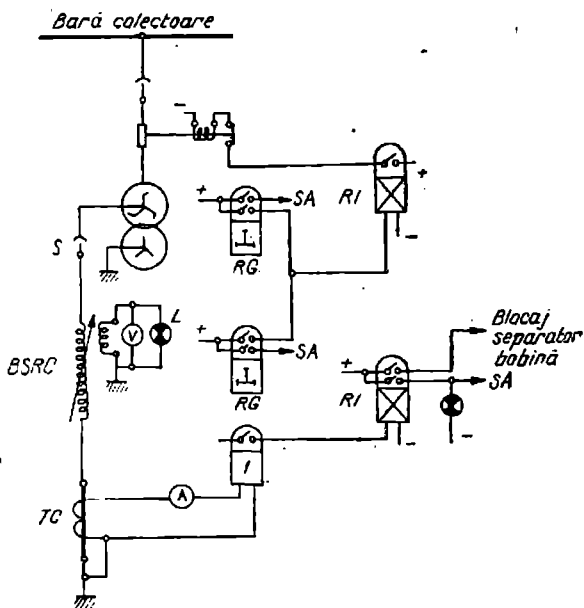 Bară colectoare
−
+
RI
+
SA
RG
−
S
L
V
BSRC
+
SA
RG
Blocaj
separator
bobină
+
SA
RI
−
−
I
A
TC